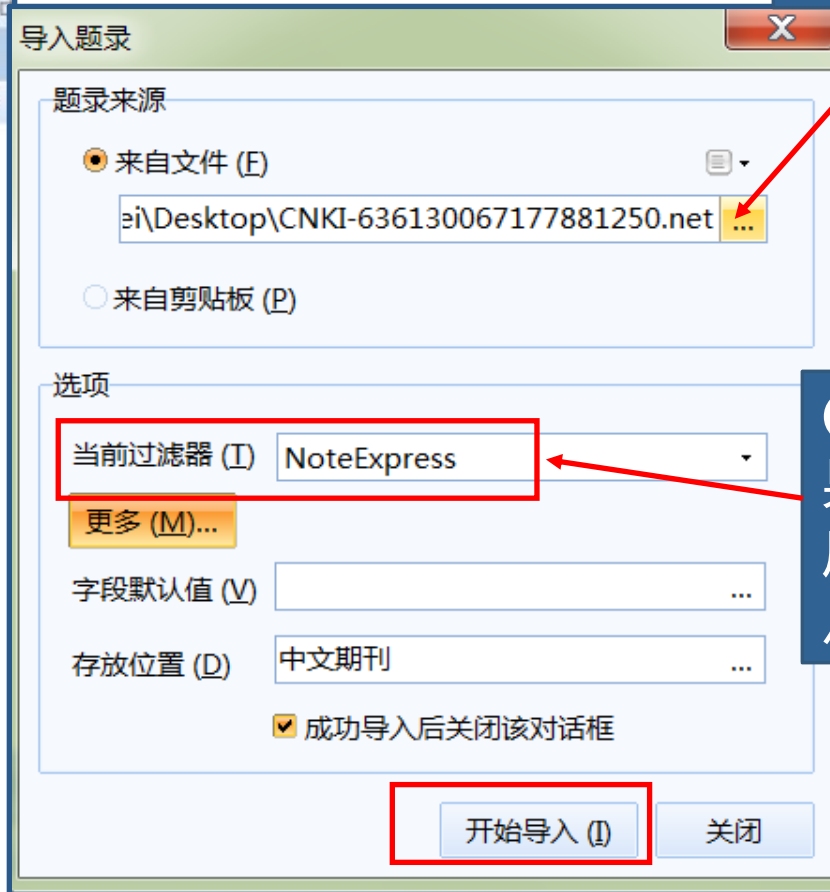 导入题录
X
题录来源
来自文件 (F)
ei\Desktop\CNKI-636130067177881250.net ...
来自剪贴板 (P)
选项
当前过滤器 (T) NoteExpress
更多 (M)...
字段默认值 (V) ...
存放位置 (D) 中文期刊 ...
成功导入后关闭该对话框
开始导入 (I) 关闭